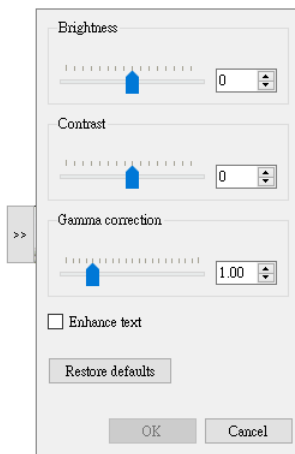 Brightness
0
Contrast
0
>>
Gamma correction
1.00
Enhance text
Restore defaults
OK Cancel